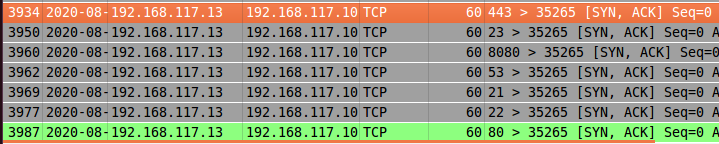 3934 2020-08- 192.168.117.13 192.168.117.10 TCP 60 443 > 35265 [SYN, ACK] Seq=0
3950 2020-08- 192.168.117.13 192.168.117.10 TCP 60 23 > 35265 [SYN, ACK] Seq=0 A
3960 2020-08- 192.168.117.13 192.168.117.10 TCP 60 8080 > 35265 [SYN, ACK] Seq=0
3962 2020-08- 192.168.117.13 192.168.117.10 TCP 60 53 > 35265 [SYN, ACK] Seq=0 A
3969 2020-08- 192.168.117.13 192.168.117.10 TCP 60 21 > 35265 [SYN, ACK] Seq=0 A
3977 2020-08- 192.168.117.13 192.168.117.10 TCP 60 22 > 35265 [SYN, ACK] Seq=0 A
3987 2020-08- 192.168.117.13 192.168.117.10 TCP 60 80 > 35265 [SYN, ACK] Seq=0 A